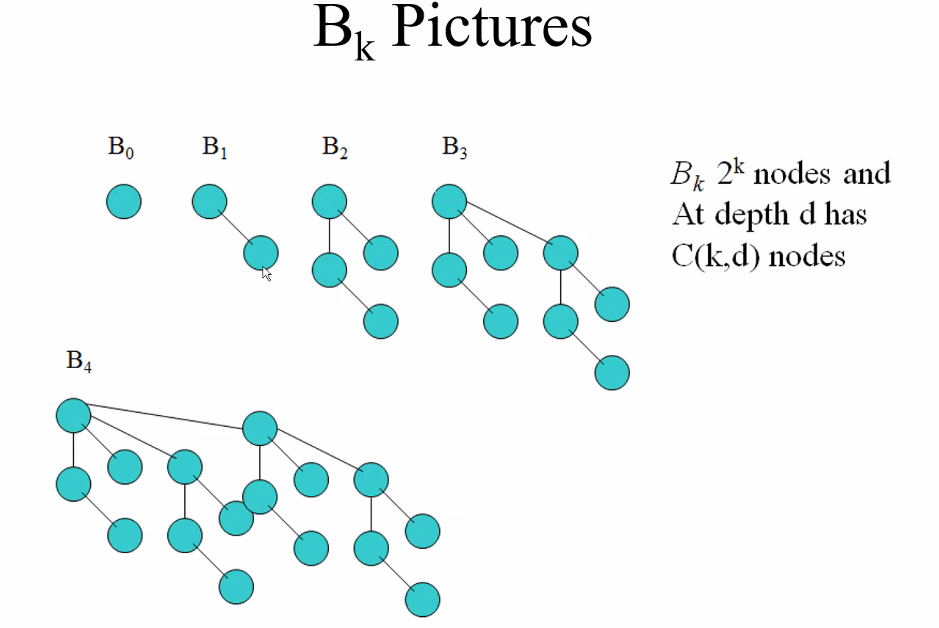 Bₖ Pictures
B₀ B₁ B₂ B₃
Bₖ 2ᵏ nodes and
At depth d has
C(k,d) nodes
B₄